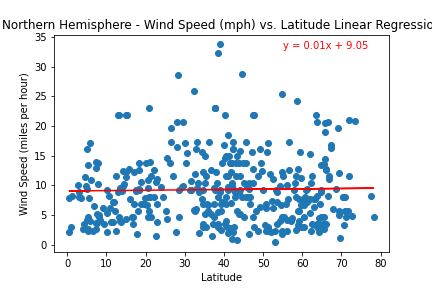 Northern Hemisphere - Wind Speed (mph) vs. Latitude Linear Regressio
y = 0.01x + 9.05
Wind Speed (miles per hour)
35
30
25
20
15
10
5
0
0 10 20 30 40 50 60 70 80
Latitude